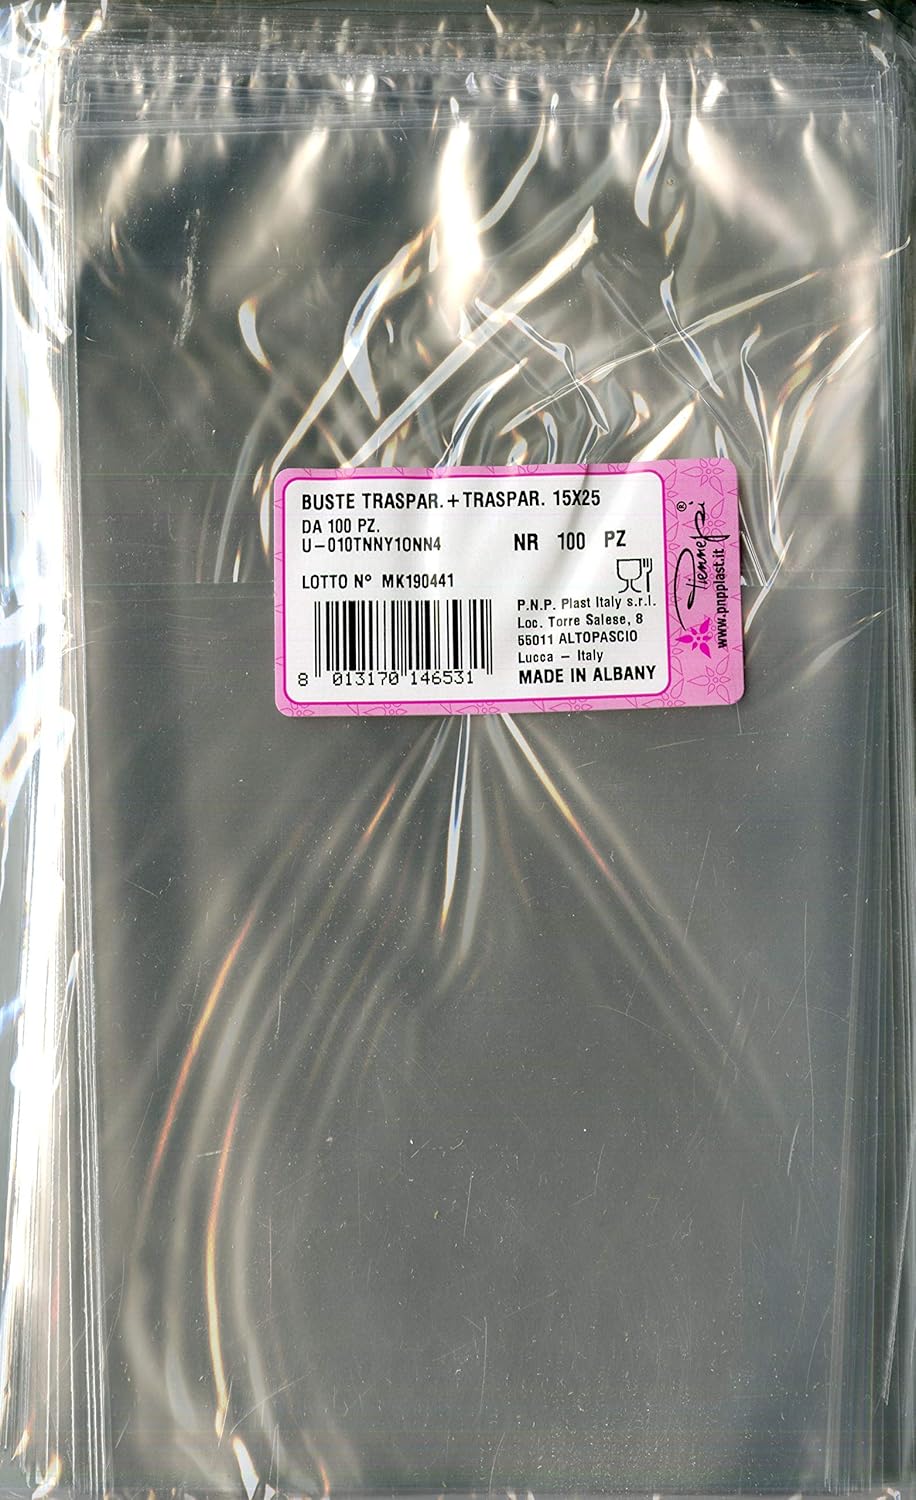 BUSTE TRASPAR.+TRASPAR. 15X25
DA 100 PZ.
U-010TNNY10NN4
NR 100 PZ
LOTTO N° MK190441
P.N.P. Plast Italy s.r.l.
Loc. Torre Salese, 8
55011 ALTOPASCIO
Lucca - Italy
MADE IN ALBANY
8 013170 146531
Piennepi ®
www.pnpplast.it